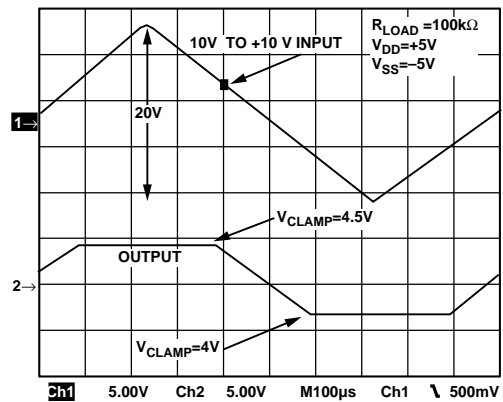 R_LOAD =100kΩ
V_DD=+5V
V_SS=–5V
10V TO +10 V INPUT
1→
20V
V_CLAMP=4.5V
OUTPUT
2→
V_CLAMP=4V
Ch1 5.00V Ch2 5.00V M100µs Ch1 500mV